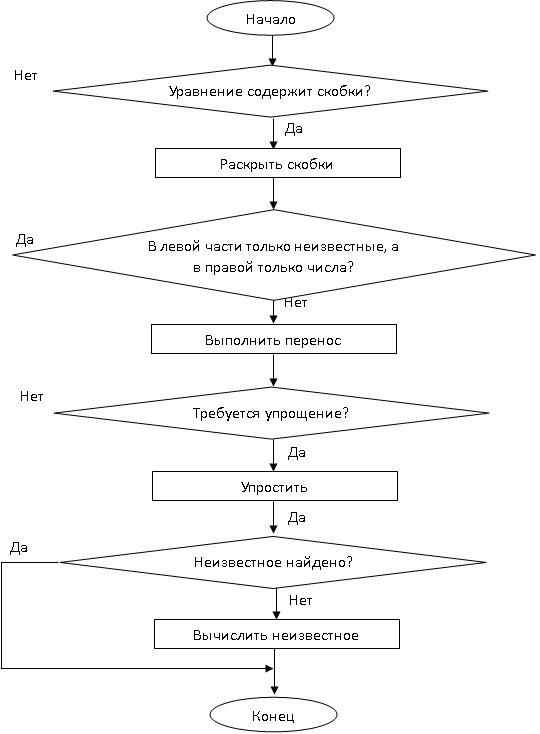 Начало
Нет
Уравнение содержит скобки?
Да
Раскрыть скобки
Да
В левой части только неизвестные, а
в правой только числа?
Нет
Выполнить перенос
Нет
Требуется упрощение?
Да
Упростить
Да
Да
Неизвестное найдено?
Нет
Вычислить неизвестное
Конец